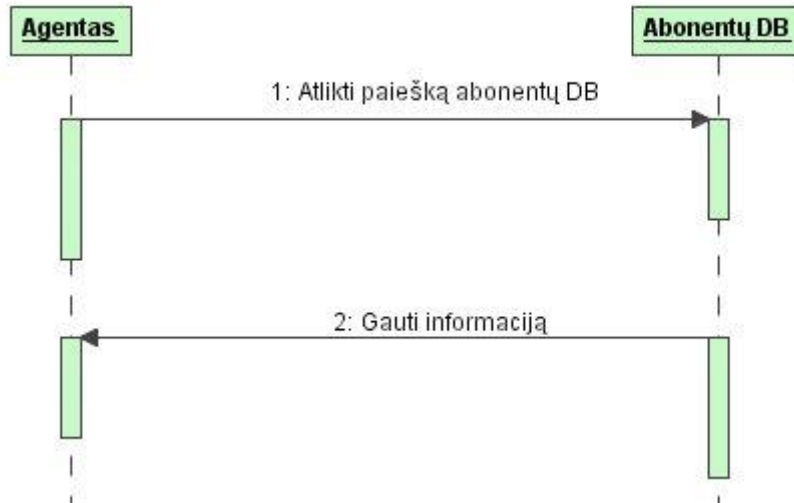 Agentas
Abonentų DB
1: Atlikti paiešką abonentų DB
2: Gauti informaciją